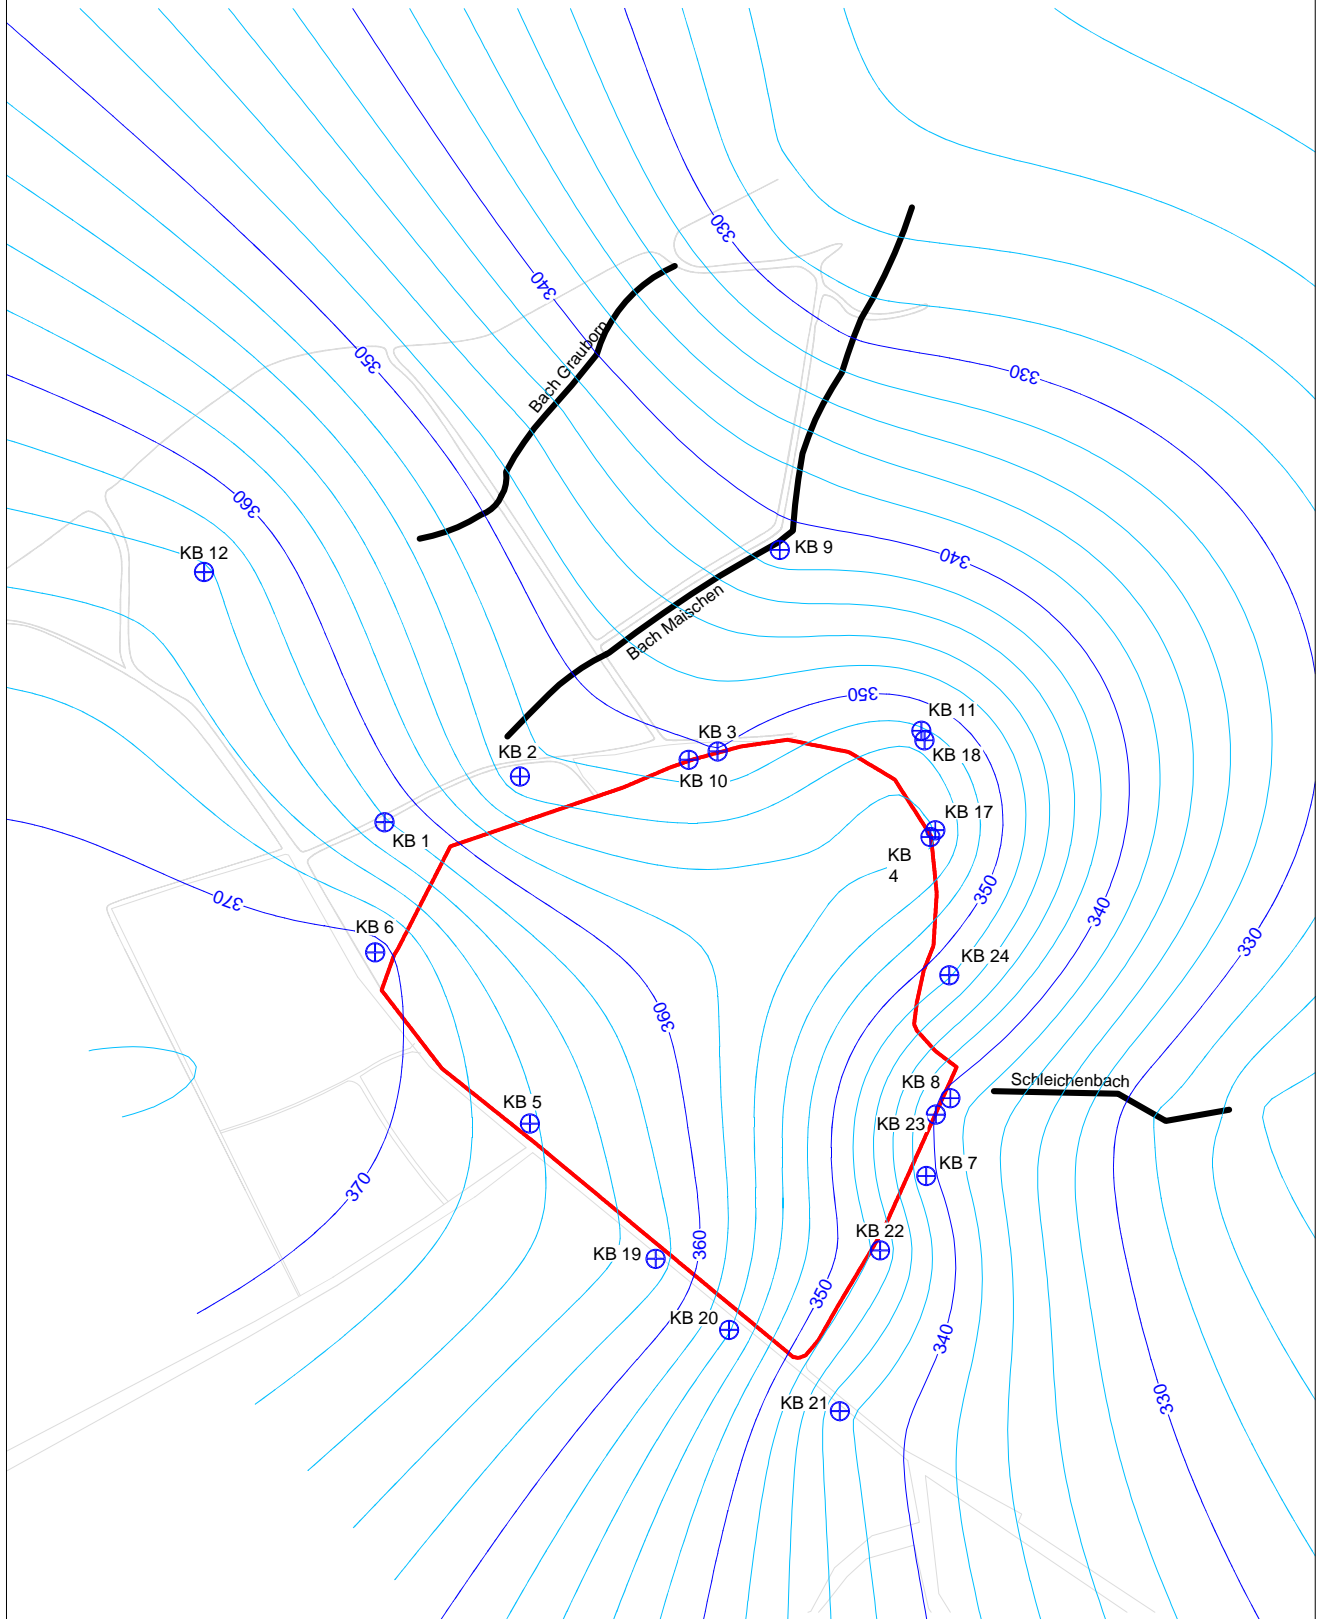 330
340
Bach Grauborn
350
330
360
KB 12
KB 9
340
Bach Maischen
350
KB 11
KB 3
KB 2
KB 18
KB 10
KB 17
KB 1
KB
4
350
370
340
KB 6
330
KB 24
360
Schleichenbach
KB 8
KB 5
KB 23
KB 7
370
KB 22
360
KB 19
350
KB 20
340
KB 21
330